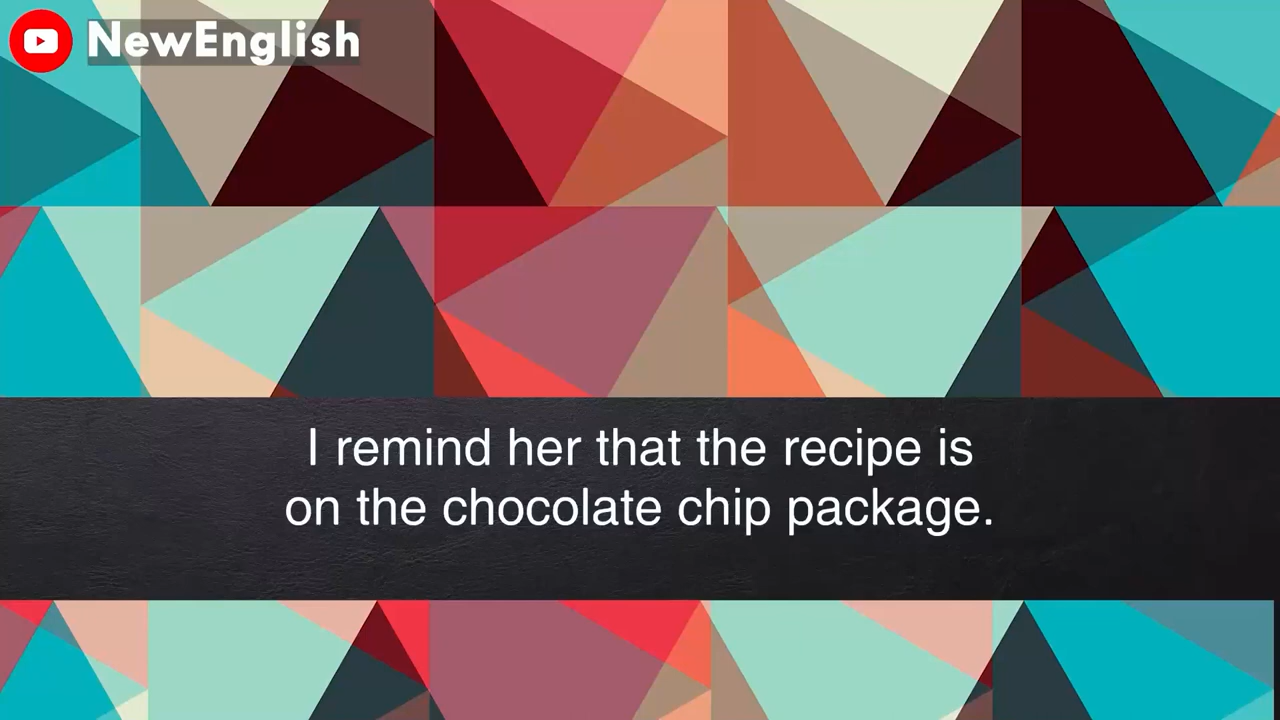 NewEnglish
I remind her that the recipe is
on the chocolate chip package.